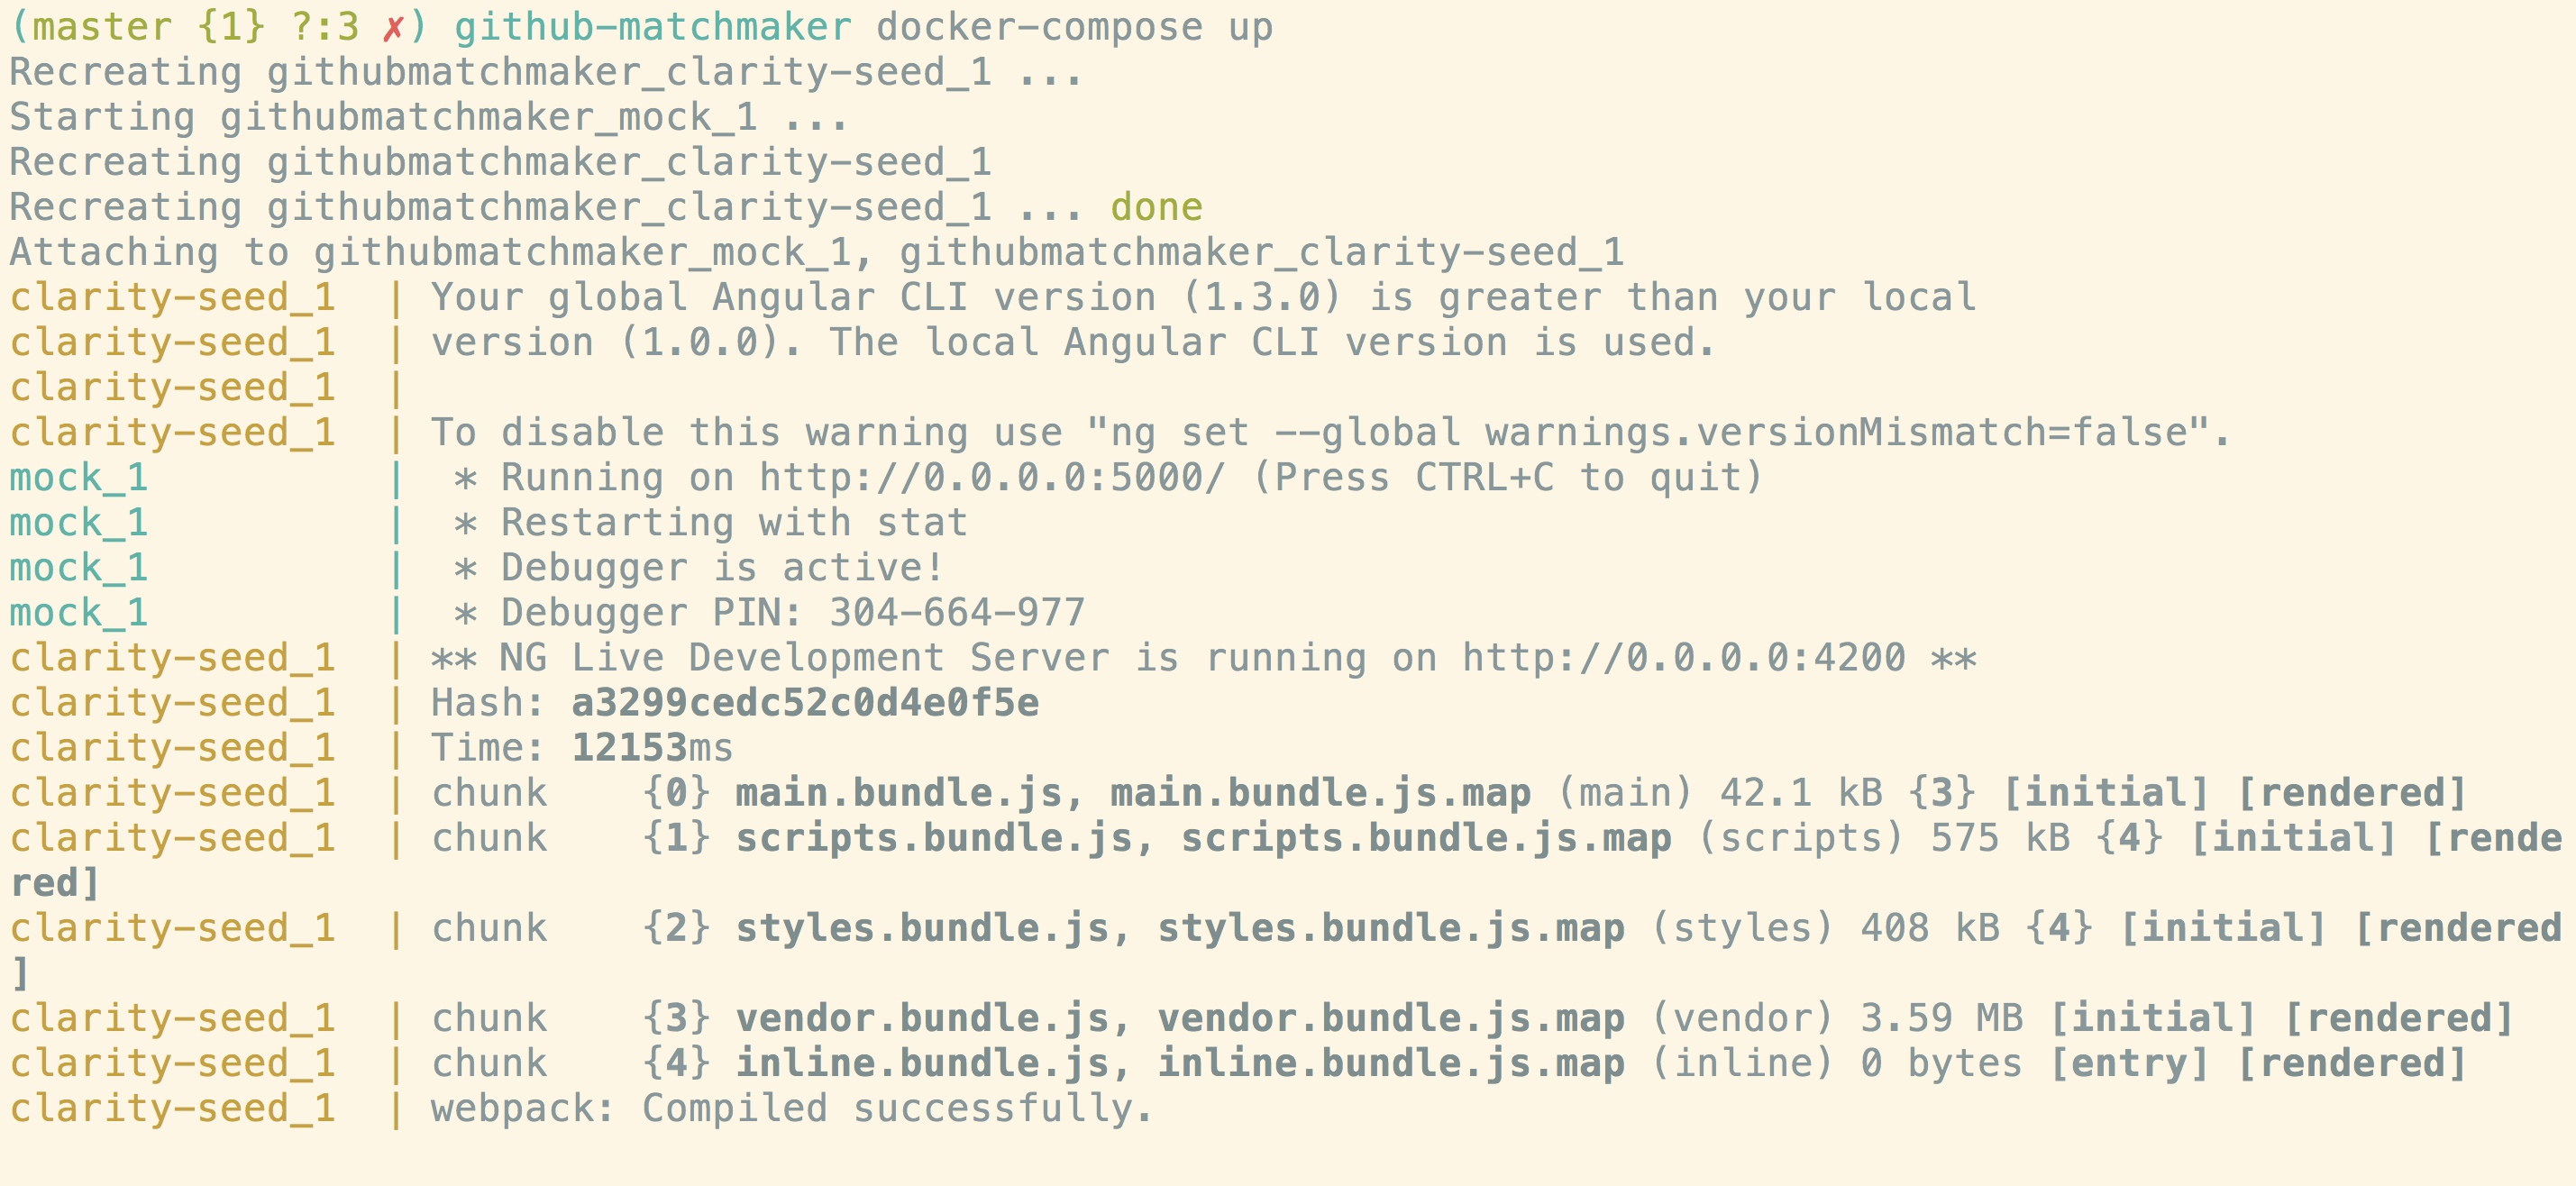 (master {1} ?:3 ✗) github-matchmaker docker-compose up
Recreating githubmatchmaker_clarity-seed_1 ...
Starting githubmatchmaker_mock_1 ...
Recreating githubmatchmaker_clarity-seed_1
Recreating githubmatchmaker_clarity-seed_1 ... done
Attaching to githubmatchmaker_mock_1, githubmatchmaker_clarity-seed_1
clarity-seed_1  | Your global Angular CLI version (1.3.0) is greater than your local
clarity-seed_1  | version (1.0.0). The local Angular CLI version is used.
clarity-seed_1  |
clarity-seed_1  | To disable this warning use "ng set --global warnings.versionMismatch=false".
mock_1          |  * Running on http://0.0.0.0:5000/ (Press CTRL+C to quit)
mock_1          |  * Restarting with stat
mock_1          |  * Debugger is active!
mock_1          |  * Debugger PIN: 304-664-977
clarity-seed_1  | ** NG Live Development Server is running on http://0.0.0.0:4200 **
clarity-seed_1  | Hash: a3299cedc52c0d4e0f5e
clarity-seed_1  | Time: 12153ms
clarity-seed_1  | chunk    {0} main.bundle.js, main.bundle.js.map (main) 42.1 kB {3} [initial] [rendered]
clarity-seed_1  | chunk    {1} scripts.bundle.js, scripts.bundle.js.map (scripts) 575 kB {4} [initial] [rende
red]
clarity-seed_1  | chunk    {2} styles.bundle.js, styles.bundle.js.map (styles) 408 kB {4} [initial] [rendered
]
clarity-seed_1  | chunk    {3} vendor.bundle.js, vendor.bundle.js.map (vendor) 3.59 MB [initial] [rendered]
clarity-seed_1  | chunk    {4} inline.bundle.js, inline.bundle.js.map (inline) 0 bytes [entry] [rendered]
clarity-seed_1  | webpack: Compiled successfully.